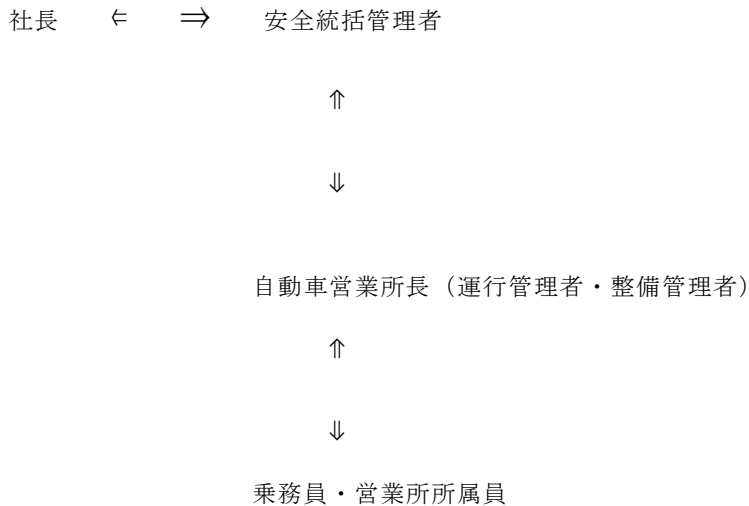 社長 ⇐ ⇒ 安全統括管理者
⇑
⇓
自動車営業所長（運行管理者・整備管理者）
⇑
⇓
乗務員・営業所所属員